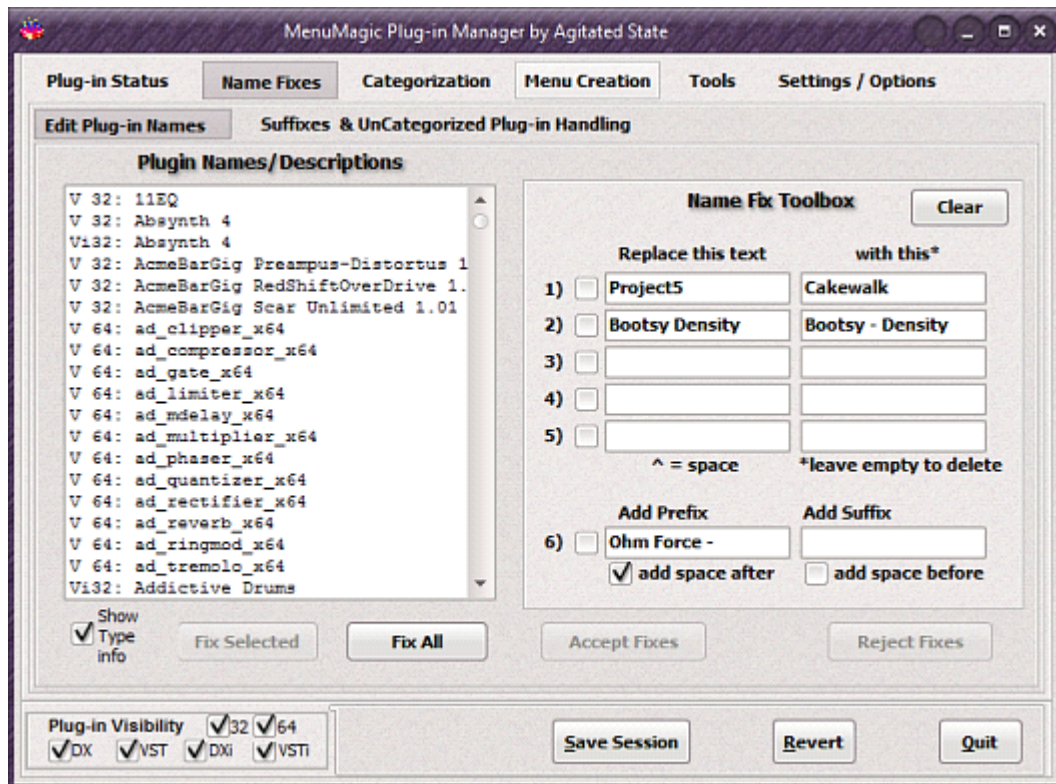 MenuMagic Plug-in Manager by Agitated State
Plug-in Status Name Fixes Categorization Menu Creation Tools Settings / Options
Edit Plug-in Names Suffixes & UnCategorized Plug-in Handling
Plugin Names/Descriptions
V 32: 11EQ
V 32: Absynth 4
Vi32: Absynth 4
V 32: AcmeBarGig Preampus-Distortus 1
V 32: AcmeBarGig RedShiftOverDrive 1.
V 32: AcmeBarGig Scar Unlimited 1.01
V 64: ad_clipper_x64
V 64: ad_compressor_x64
V 64: ad_gate_x64
V 64: ad_limiter_x64
V 64: ad_mdelay_x64
V 64: ad_multiplier_x64
V 64: ad_phaser_x64
V 64: ad_quantizer_x64
V 64: ad_rectifier_x64
V 64: ad_reverb_x64
V 64: ad_ringmod_x64
V 64: ad_tremolo_x64
Vi32: Addictive Drums
Show
Type
info
Fix Selected Fix All
Name Fix Toolbox Clear
Replace this text with this*
1) Project5 Cakewalk
2) Bootsy Density Bootsy - Density
3)
4)
5)
^ = space *leave empty to delete
Add Prefix Add Suffix
6) Ohm Force -
add space after add space before
Accept Fixes Reject Fixes
Plug-in Visibility 32 64
DX VST DXi VSTi
Save Session Revert Quit